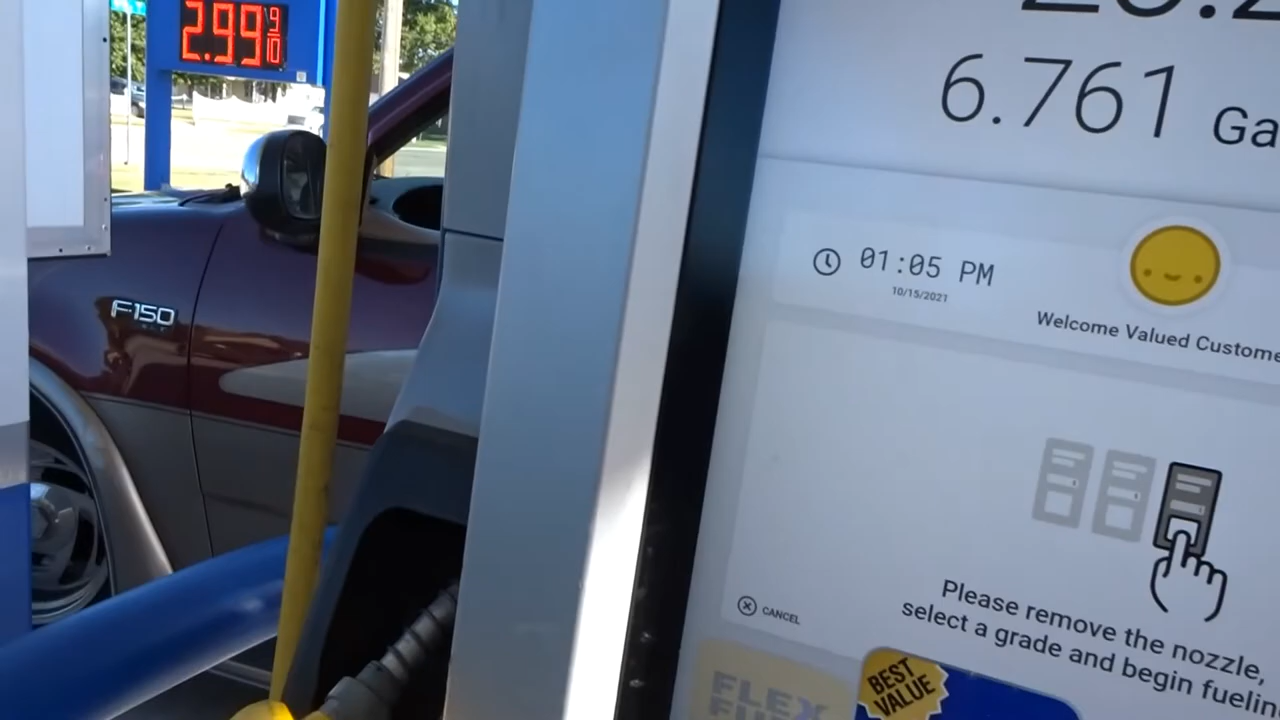 2.99 9/10
6.761 Ga
F150
01:05 PM
10/15/2021
Welcome Valued Custome
Please remove the nozzle,
select a grade and begin fuelin
CANCEL
FLEX
BEST
VALUE